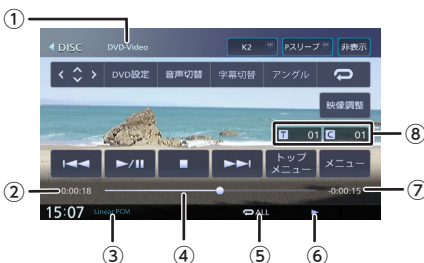 ①
DISC DVD-Video K2 Pスリープ 非表示
DVD設定 音声切替 字幕切替 アングル
映像調整
T 01 C 01 ⑧
トップメニュー メニュー
② 0:00:18 -0:00:15 ⑦
15:07 Linear PCM ALL
③ ④ ⑤ ⑥